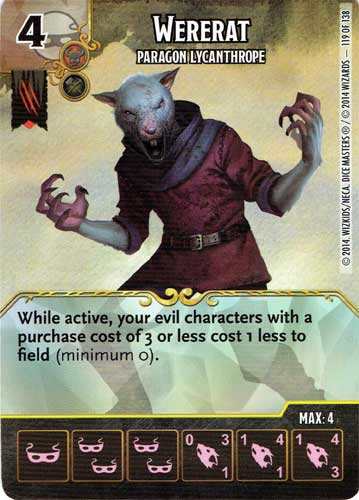 4
WERERAT
PARAGON LYCANTHROPE
© 2014 WIZKIDS/NECA. DICE MASTERS® / © 2014 WIZARDS — 119 OF 138
While active, your evil characters with a
purchase cost of 3 or less cost 1 less to
field (minimum 0).
MAX: 4
0 3 1
1 4 1
1 4 3